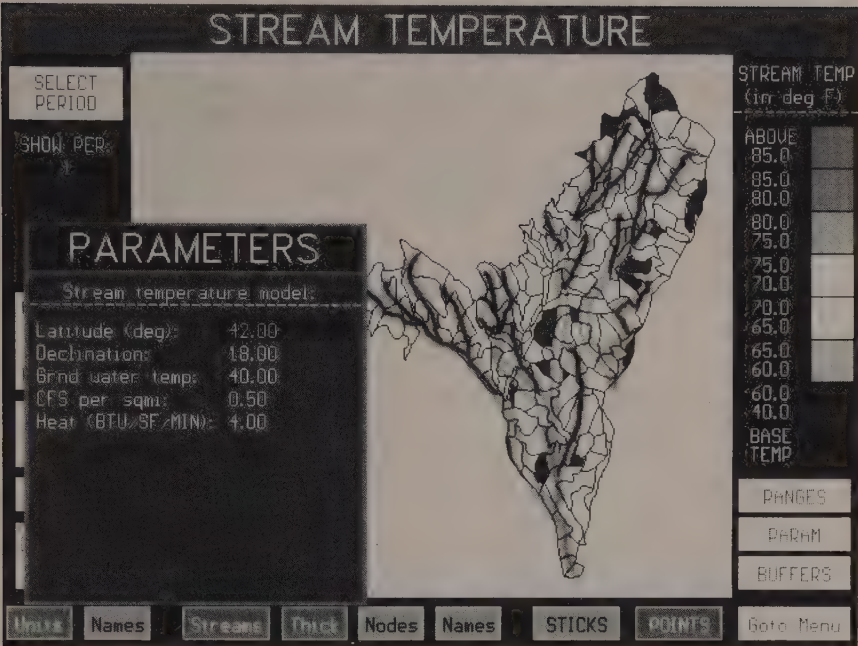 STREAM TEMPERATURE
SELECT
PERIOD
SHOW PER:
*
PARAMETERS
Stream temperature model:
Latitude (deg): 42.00
Declination: 18.00
Grnd water temp: 40.00
CFS per sqmi: 0.50
Heat (BTU/SF/MIN): 4.00
STREAM TEMP
(in deg F)
ABOVE
85.0
85.0
80.0
80.0
75.0
75.0
70.0
70.0
65.0
65.0
60.0
60.0
40.0
BASE
TEMP
RANGES
PARAM
BUFFERS
Units Names Streams Thick Nodes Names STICKS POINTS Goto Menu